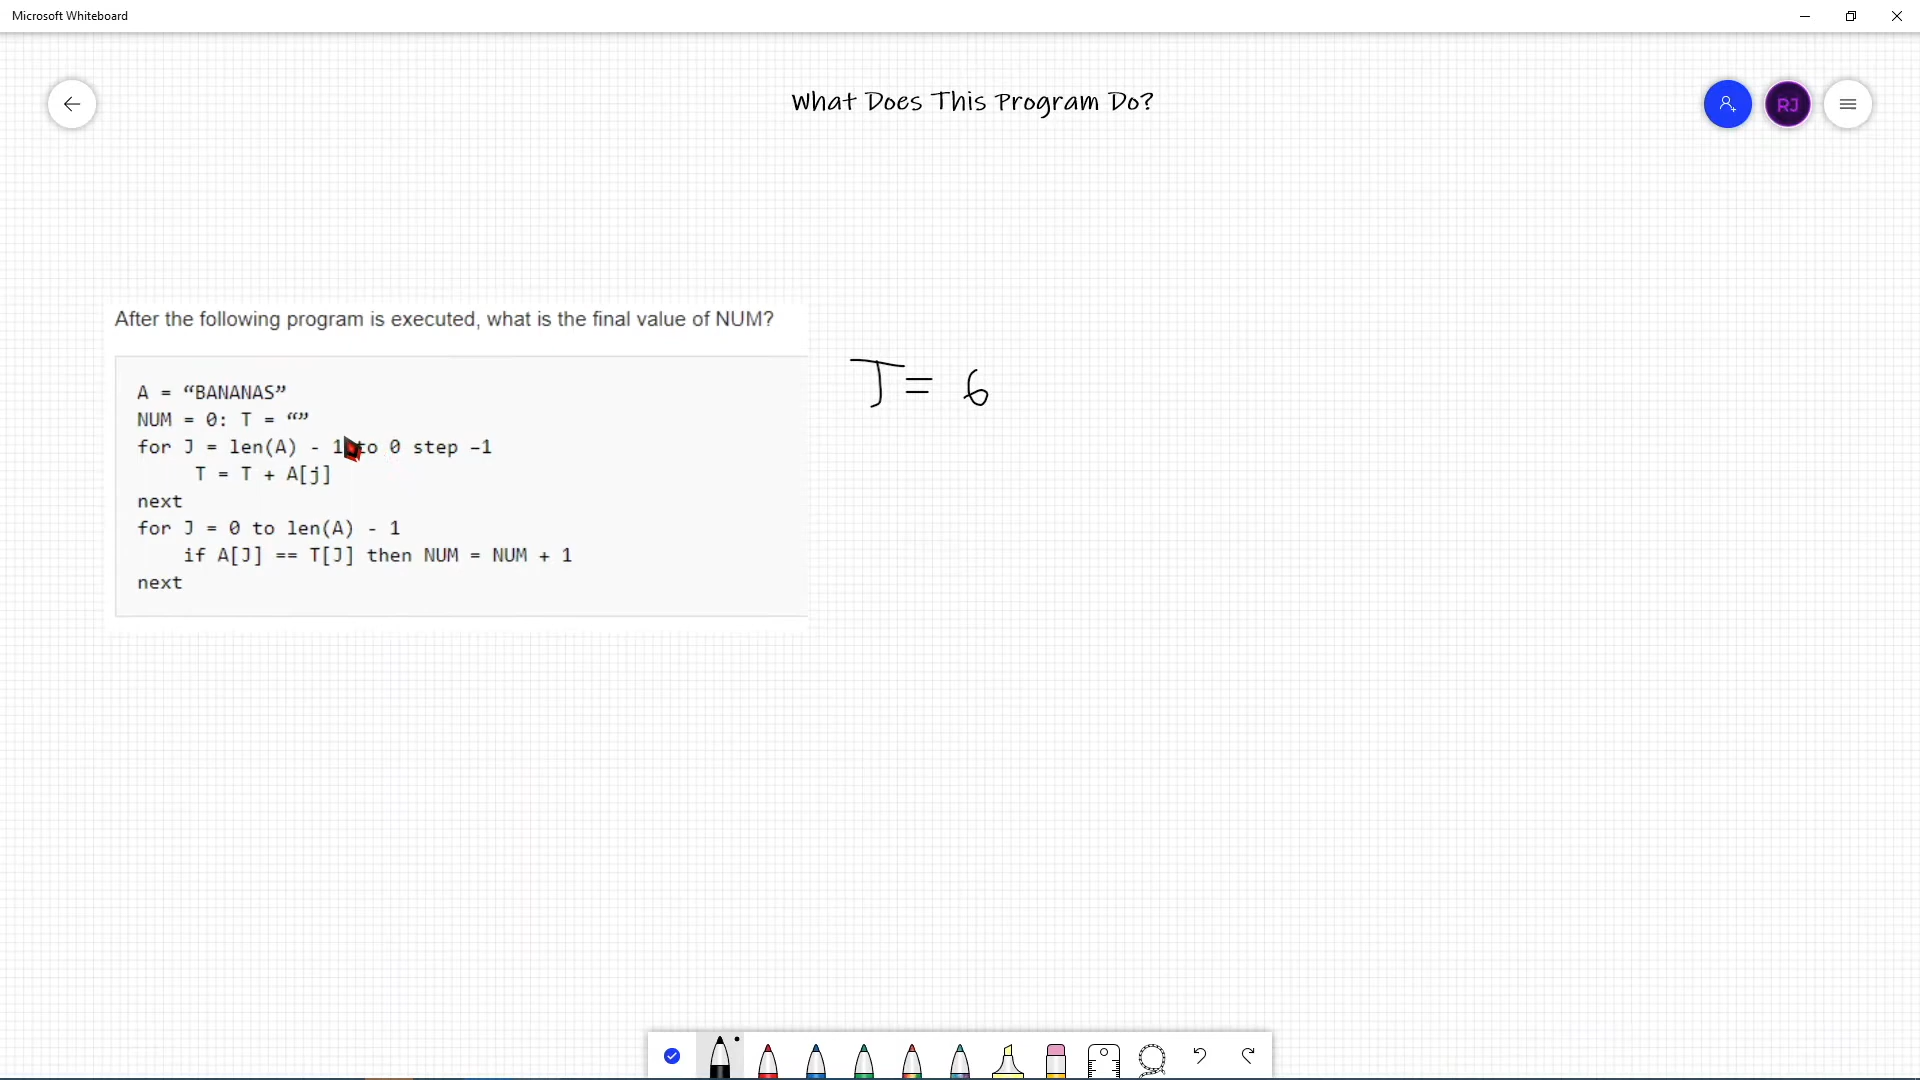 Microsoft Whiteboard
What Does This Program Do?
RJ
After the following program is executed, what is the final value of NUM?
A = “BANANAS”
NUM = 0: T = “”
for J = len(A) - 1 to 0 step –1
T = T + A[j]
next
for J = 0 to len(A) - 1
if A[J] == T[J] then NUM = NUM + 1
next
J = 6